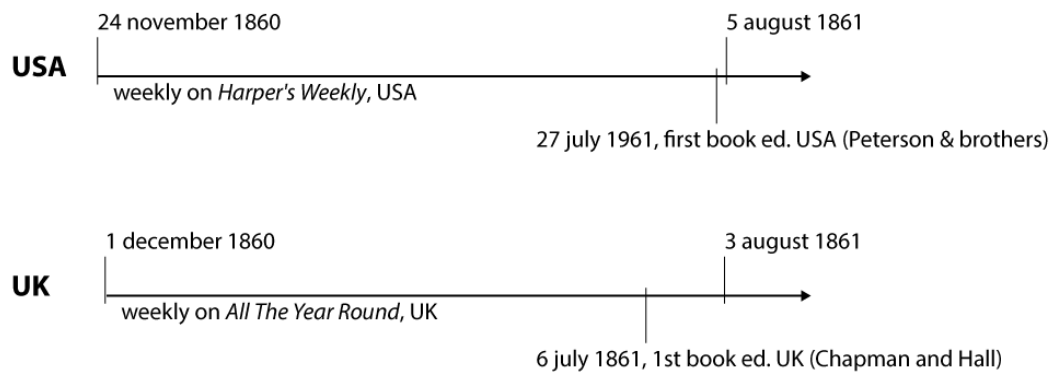 24 november 1860
5 august 1861
USA
weekly on Harper's Weekly, USA
27 july 1961, first book ed. USA (Peterson & brothers)
1 december 1860
3 august 1861
UK
weekly on All The Year Round, UK
6 july 1861, 1st book ed. UK (Chapman and Hall)